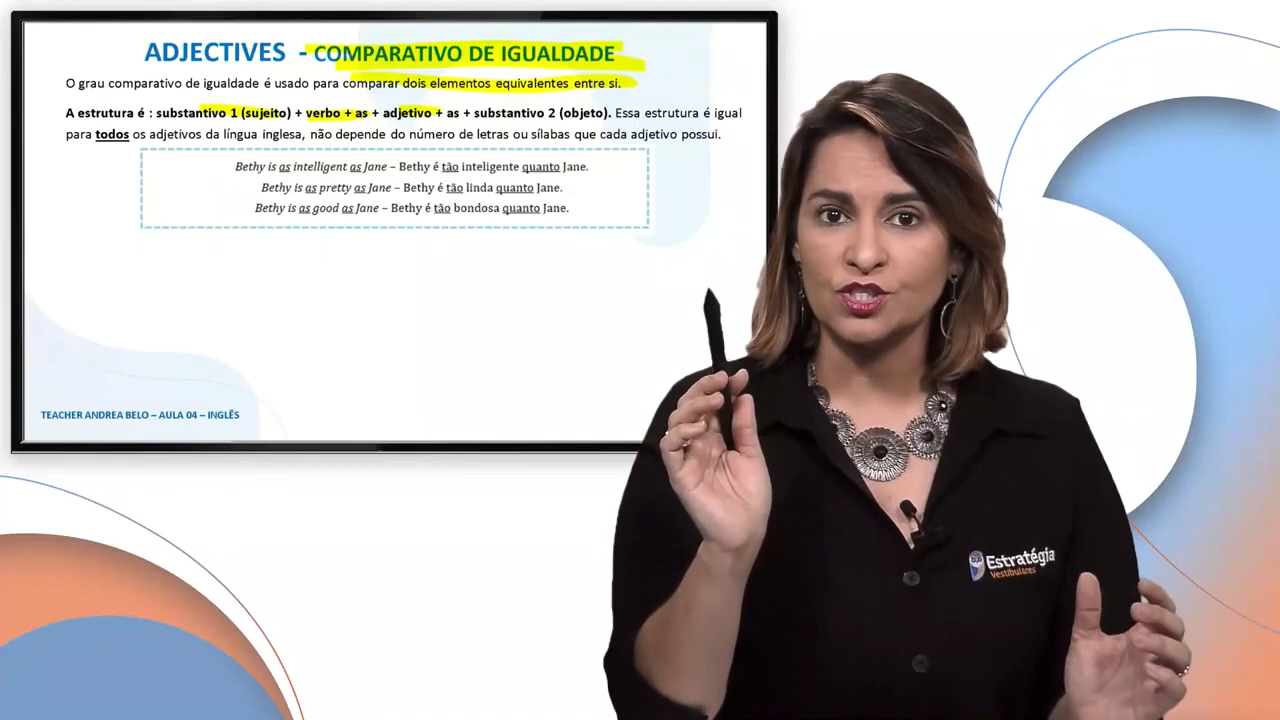 ADJECTIVES - COMPARATIVO DE IGUALDADE
O grau comparativo de igualdade é usado para comparar dois elementos equivalentes entre si.
A estrutura é : substantivo 1 (sujeito) + verbo + as + adjetivo + as + substantivo 2 (objeto). Essa estrutura é igual
para todos os adjetivos da língua inglesa, não depende do número de letras ou sílabas que cada adjetivo possui.
Bethy is as intelligent as Jane – Bethy é tão inteligente quanto Jane.
Bethy is as pretty as Jane – Bethy é tão linda quanto Jane.
Bethy is as good as Jane – Bethy é tão bondosa quanto Jane.
TEACHER ANDREA BELO – AULA 04 – INGLÊS
Estratégia
Vestibulares